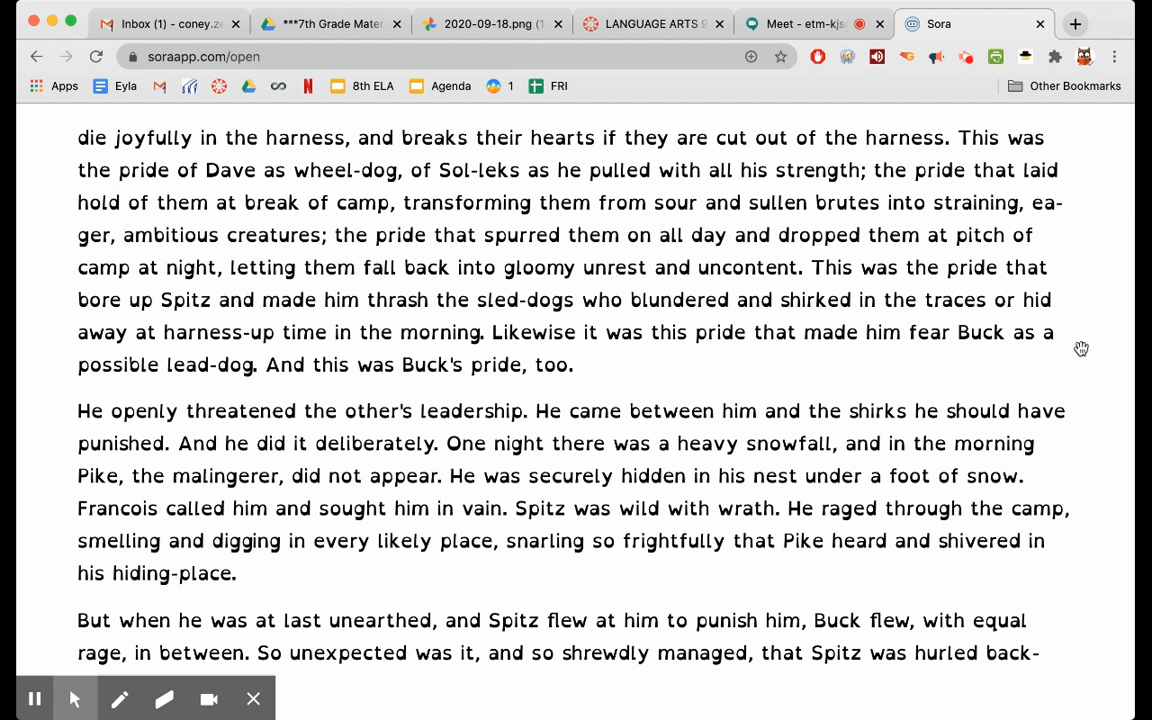 Inbox (1) - coney.ze
***7th Grade Mater
2020-09-18.png (1
LANGUAGE ARTS 9
Meet - etm-kjs
Sora
soraapp.com/open
Apps
Eyla
8th ELA
Agenda
1
FRI
Other Bookmarks
die joyfully in the harness, and breaks their hearts if they are cut out of the harness. This was
the pride of Dave as wheel-dog, of Sol-leks as he pulled with all his strength; the pride that laid
hold of them at break of camp, transforming them from sour and sullen brutes into straining, ea-
ger, ambitious creatures; the pride that spurred them on all day and dropped them at pitch of
camp at night, letting them fall back into gloomy unrest and uncontent. This was the pride that
bore up Spitz and made him thrash the sled-dogs who blundered and shirked in the traces or hid
away at harness-up time in the morning. Likewise it was this pride that made him fear Buck as a
possible lead-dog. And this was Buck's pride, too.
He openly threatened the other's leadership. He came between him and the shirks he should have
punished. And he did it deliberately. One night there was a heavy snowfall, and in the morning
Pike, the malingerer, did not appear. He was securely hidden in his nest under a foot of snow.
Francois called him and sought him in vain. Spitz was wild with wrath. He raged through the camp,
smelling and digging in every likely place, snarling so frightfully that Pike heard and shivered in
his hiding-place.
But when he was at last unearthed, and Spitz flew at him to punish him, Buck flew, with equal
rage, in between. So unexpected was it, and so shrewdly managed, that Spitz was hurled back-